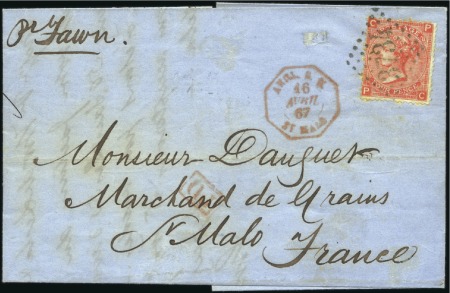 pr Fawn.
ANGL. B. M.
16
AVRIL
67
ST MALO
P C
P C
Monsieur Dauguet
Marchand de Grains
St Malo France